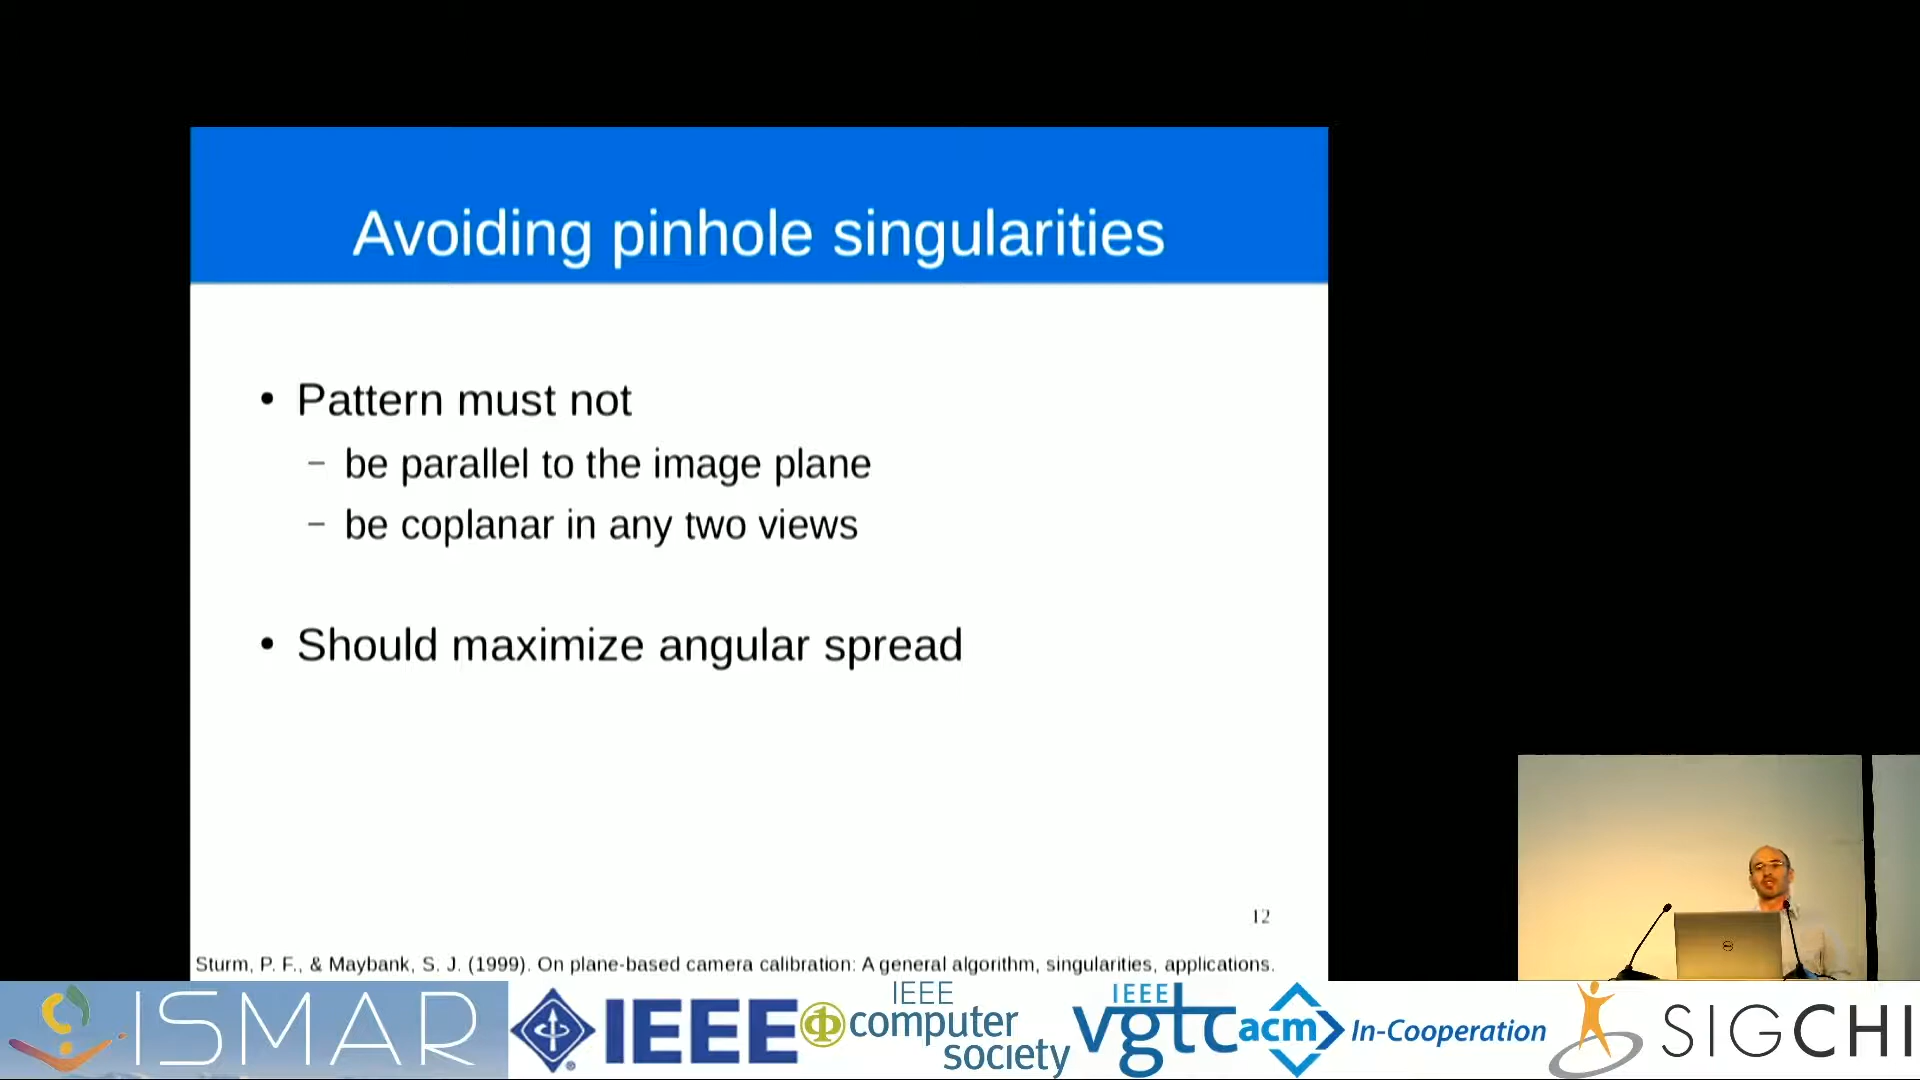 Avoiding pinhole singularities
• Pattern must not
– be parallel to the image plane
– be coplanar in any two views
• Should maximize angular spread
12
Sturm, P. F., & Maybank, S. J. (1999). On plane-based camera calibration: A general algorithm, singularities, applications.
ISMAR
IEEE
IEEE
computer
society
IEEE
vgtc
acm In-Cooperation
SIGCHI